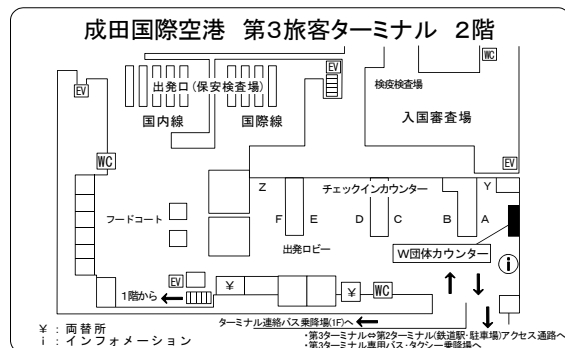 成田国際空港 第3旅客ターミナル 2階
WC
EV
検疫検査場
EV
出発口(保安検査場)
入国審査場
国内線
国際線
WC
EV
Z
チェックインカウンター
Y
フードコート
F
E
D
C
B
A
出発ロビー
W団体カウンター
i
EV
¥
¥
WC
1階から
ターミナル連絡バス乗降場(1F)へ
¥ : 両替所
i : インフォメーション
・第3ターミナル⇔第2ターミナル(鉄道駅・駐車場)アクセス通路へ
・第3ターミナル専用バス・タクシー乗降場へ